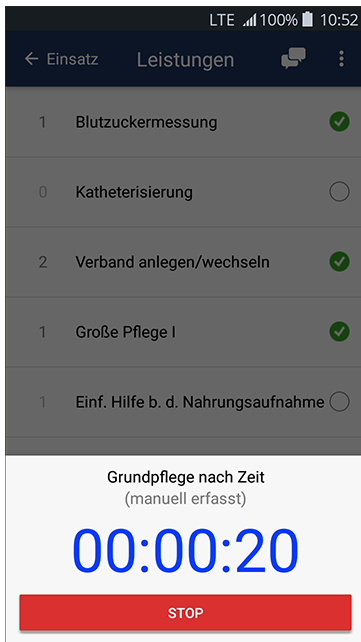 LTE 100% 10:52
Einsatz Leistungen
1 Blutzuckermessung
0 Katheterisierung
2 Verband anlegen/wechseln
1 Große Pflege I
1 Einf. Hilfe b. d. Nahrungsaufnahme
Grundpflege nach Zeit
(manuell erfasst)
00:00:20
STOP